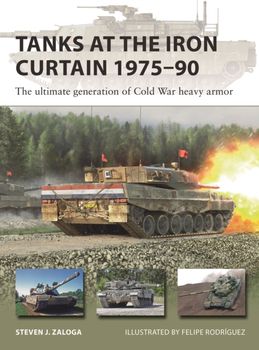 TANKS AT THE IRON
CURTAIN 1975–90
The ultimate generation of Cold War heavy armor
STEVEN J. ZALOGA
ILLUSTRATED BY FELIPE RODRÍGUEZ